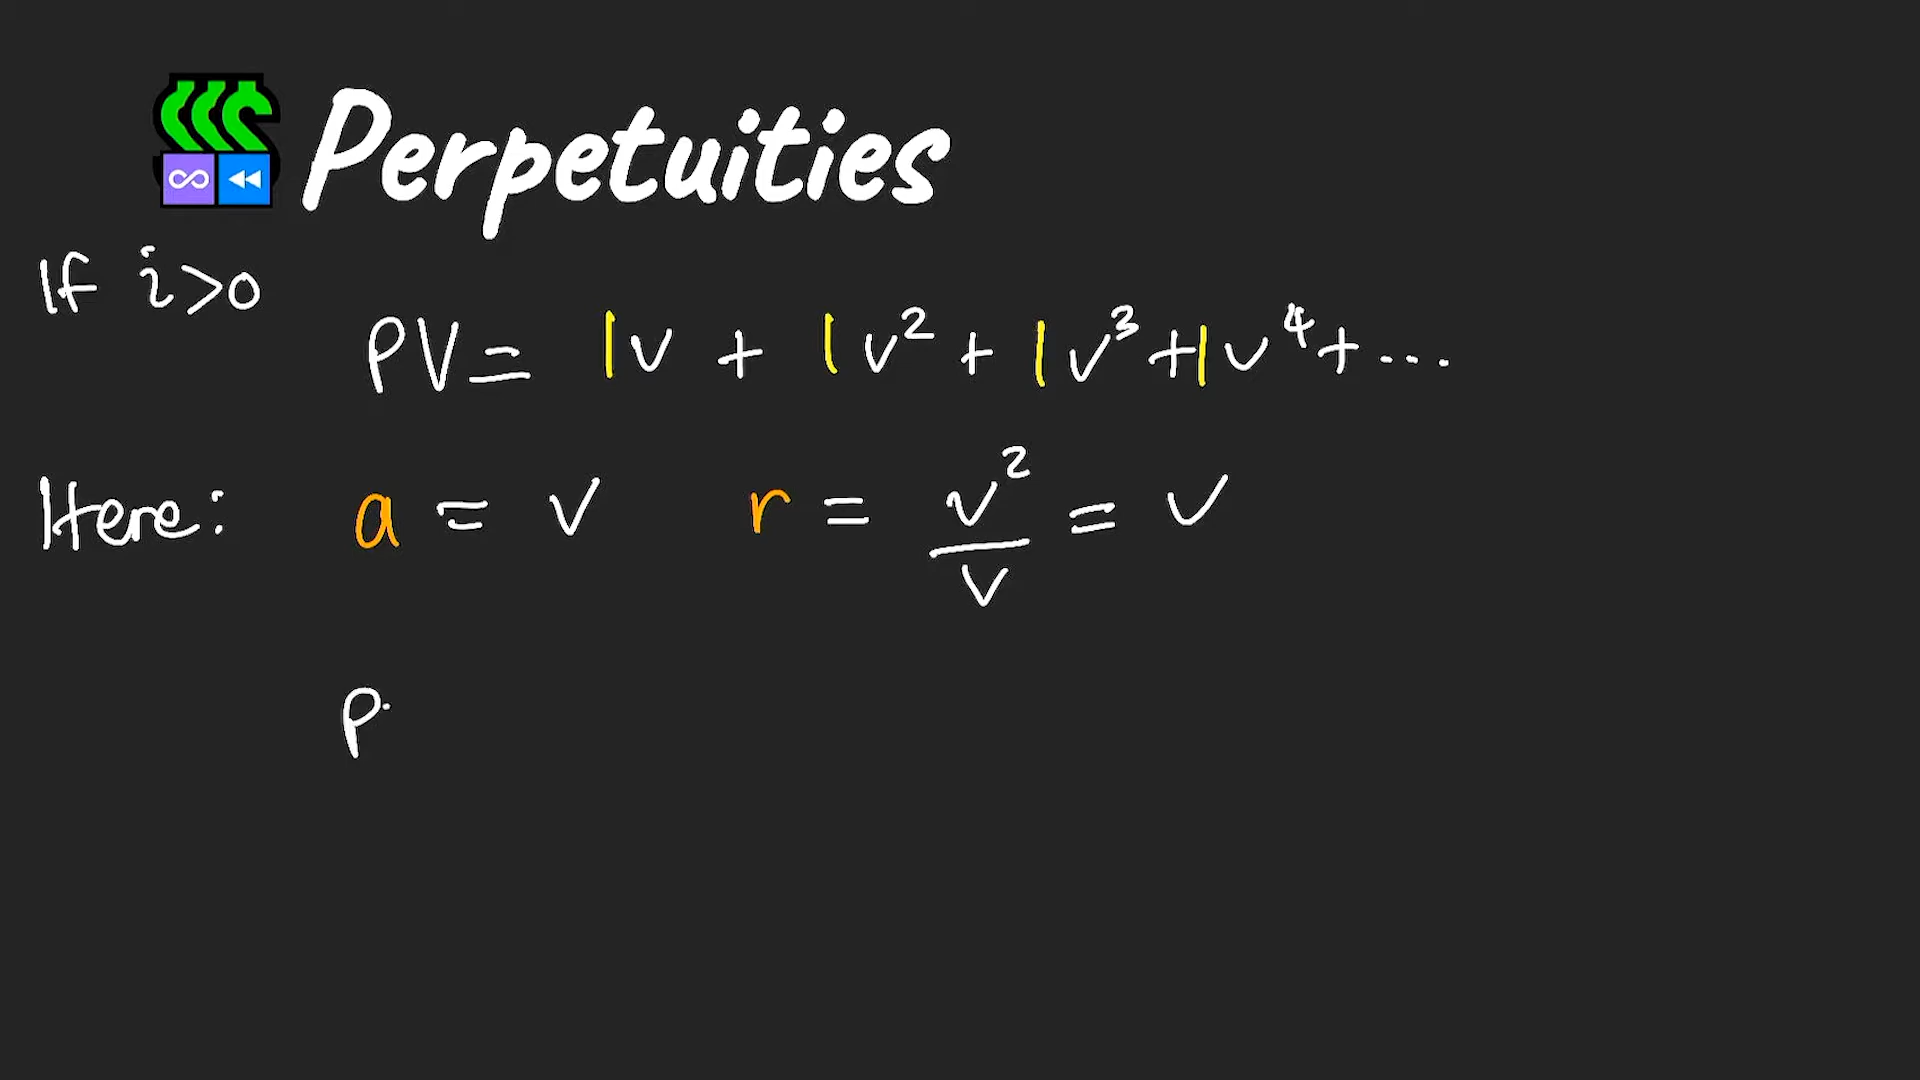 Perpetuities
If i>0
PV = 1v + 1v² + 1v³ + 1v⁴ + ...
Here: a = v r = v²/v = v
P